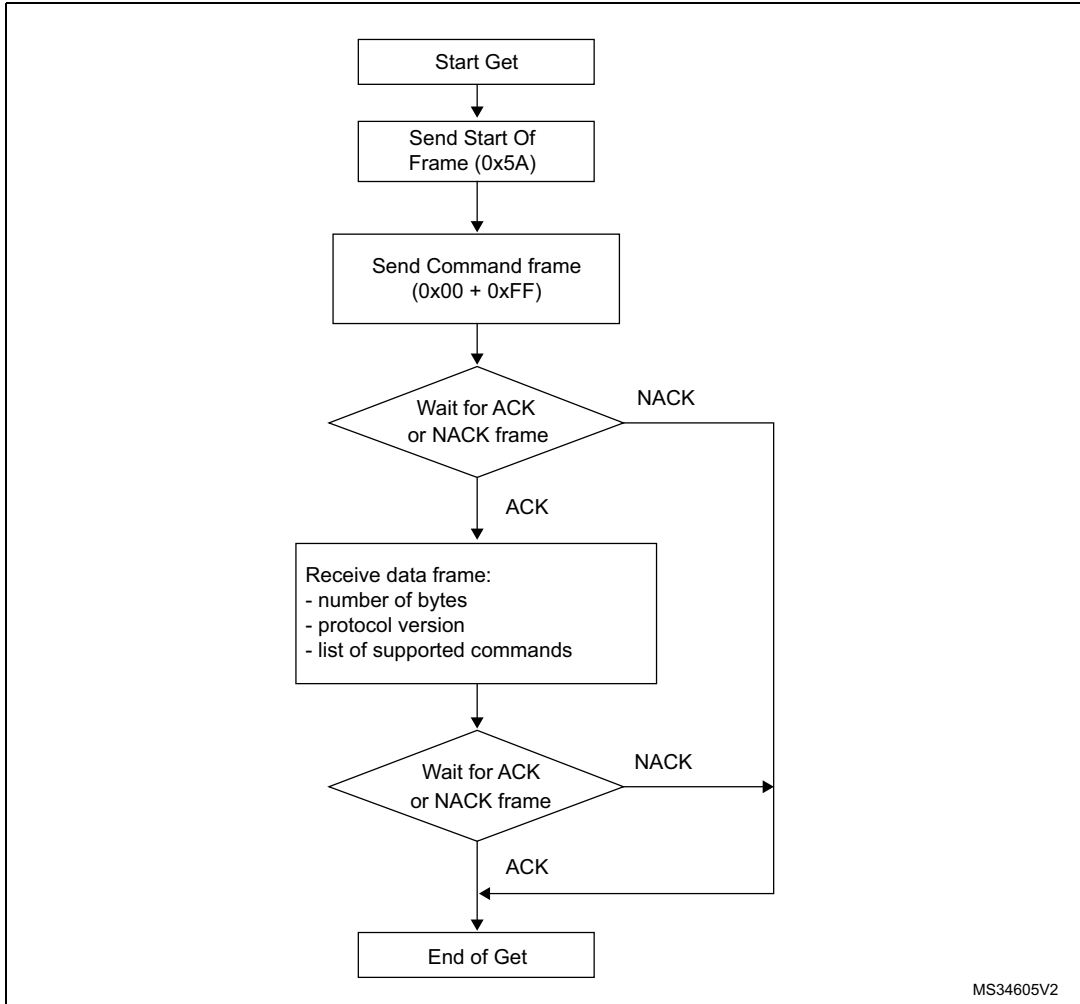 Start Get
Send Start Of
Frame (0x5A)
Send Command frame
(0x00 + 0xFF)
Wait for ACK
or NACK frame
NACK
ACK
Receive data frame:
- number of bytes
- protocol version
- list of supported commands
Wait for ACK
or NACK frame
NACK
ACK
End of Get
MS34605V2